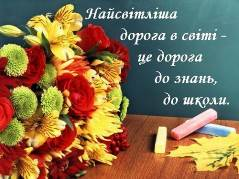 Найсвітліша
дорога в світі -
це дорога
до знань,
до школи.